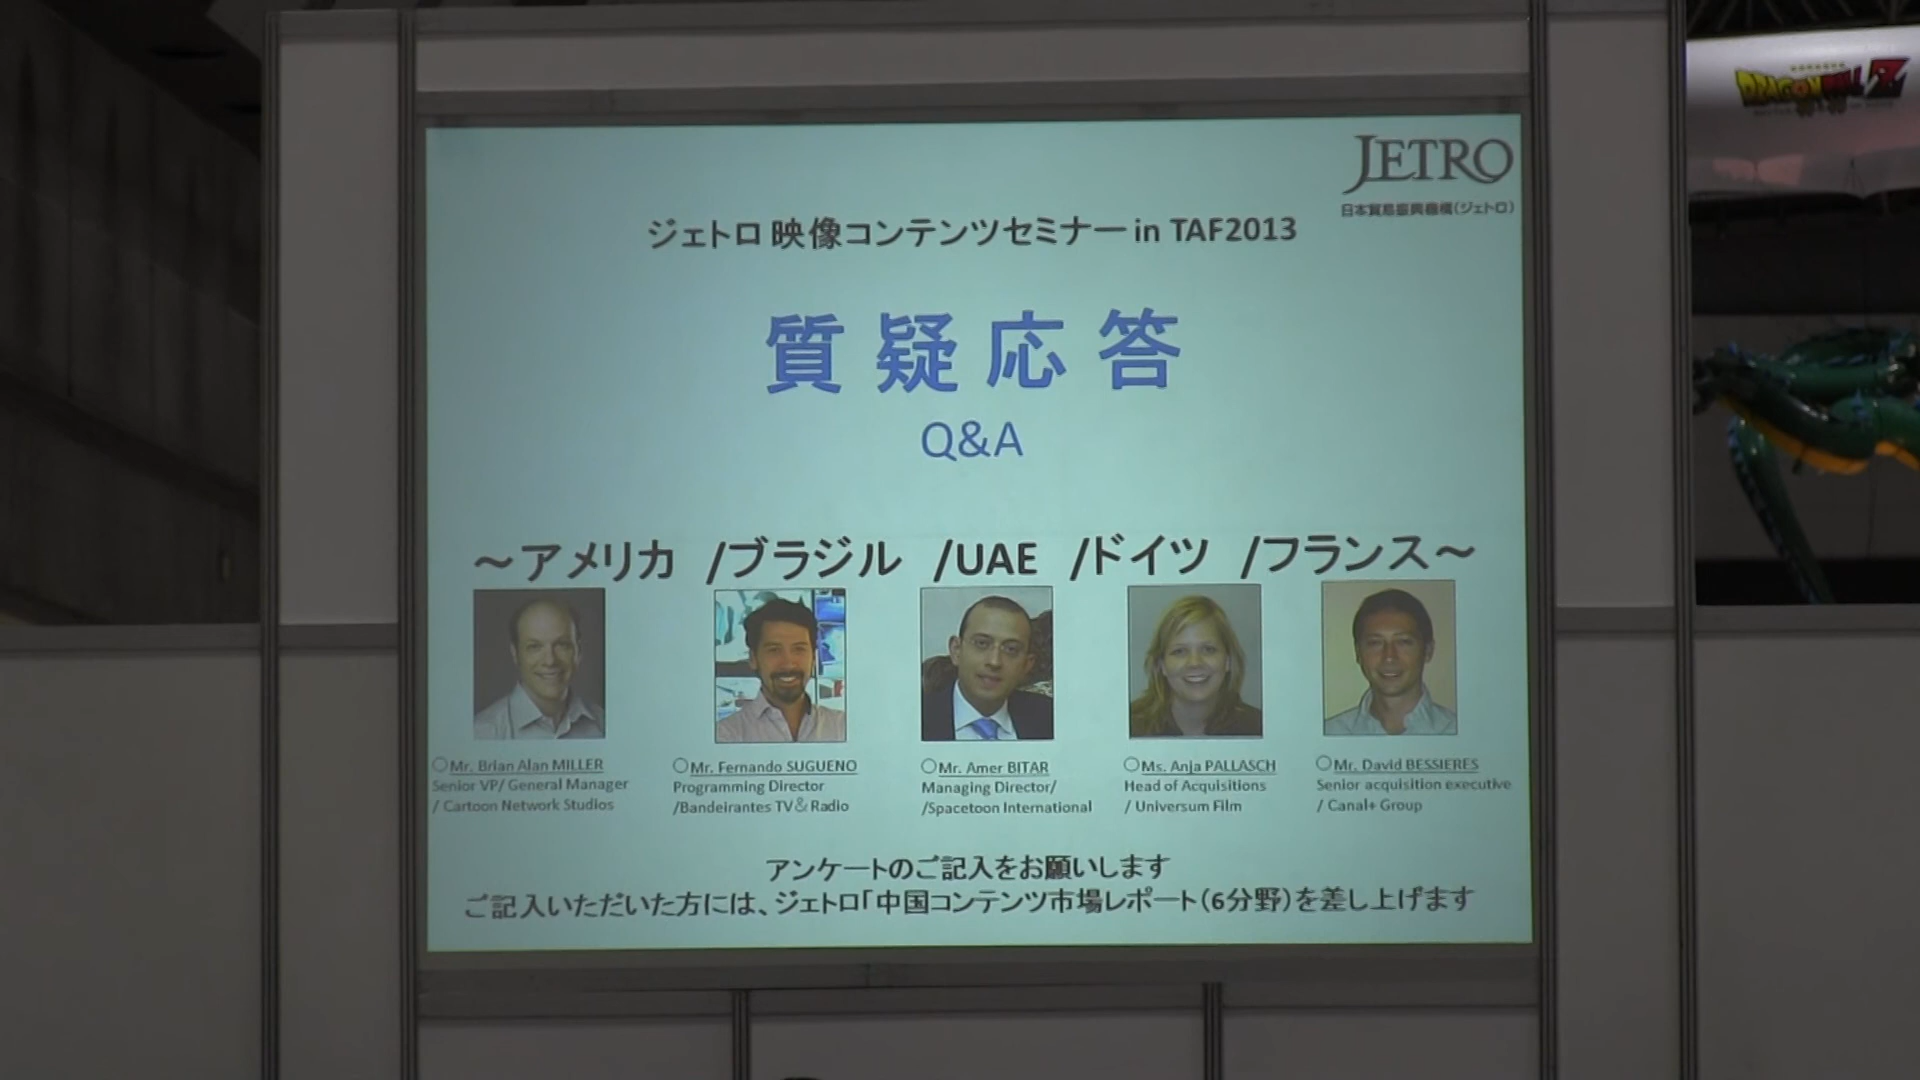 JETRO
日本貿易振興機構(ジェトロ)
DRAGON BALL Z
ジェトロ 映像コンテンツセミナー in TAF2013
質疑応答
Q&A
～アメリカ /ブラジル /UAE /ドイツ /フランス～
○Mr. Brian Alan MILLER
Senior VP/ General Manager
/ Cartoon Network Studios
○Mr. Fernando SUGUENO
Programming Director
/Bandeirantes TV& Radio
○Mr. Amer BITAR
Managing Director/
/Spacetoon International
○Ms. Anja PALLASCH
Head of Acquisitions
/ Universum Film
○Mr. David BESSIERES
Senior acquisition executive
/ Canal+ Group
アンケートのご記入をお願いします
ご記入いただいた方には、ジェトロ「中国コンテンツ市場レポート(6分野)を差し上げます